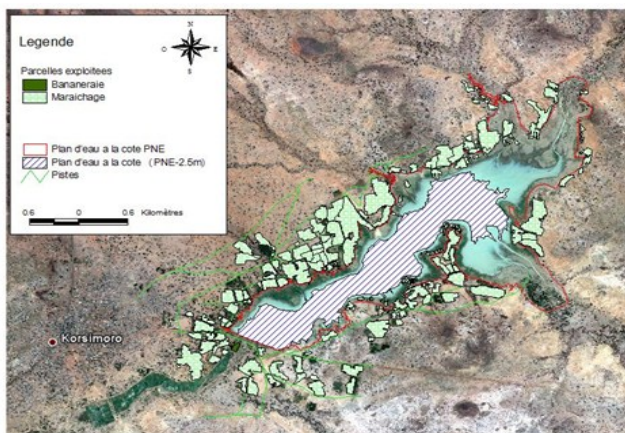 Legende
N
O
E
S
Parcelles exploitees
Bananeraie
Maraichage
Plan d'eau a la cote PNE
Plan d'eau a la cote (PNE-2.5m)
Pistes
0.6 0 0.6 Kilomètres
Korsimoro